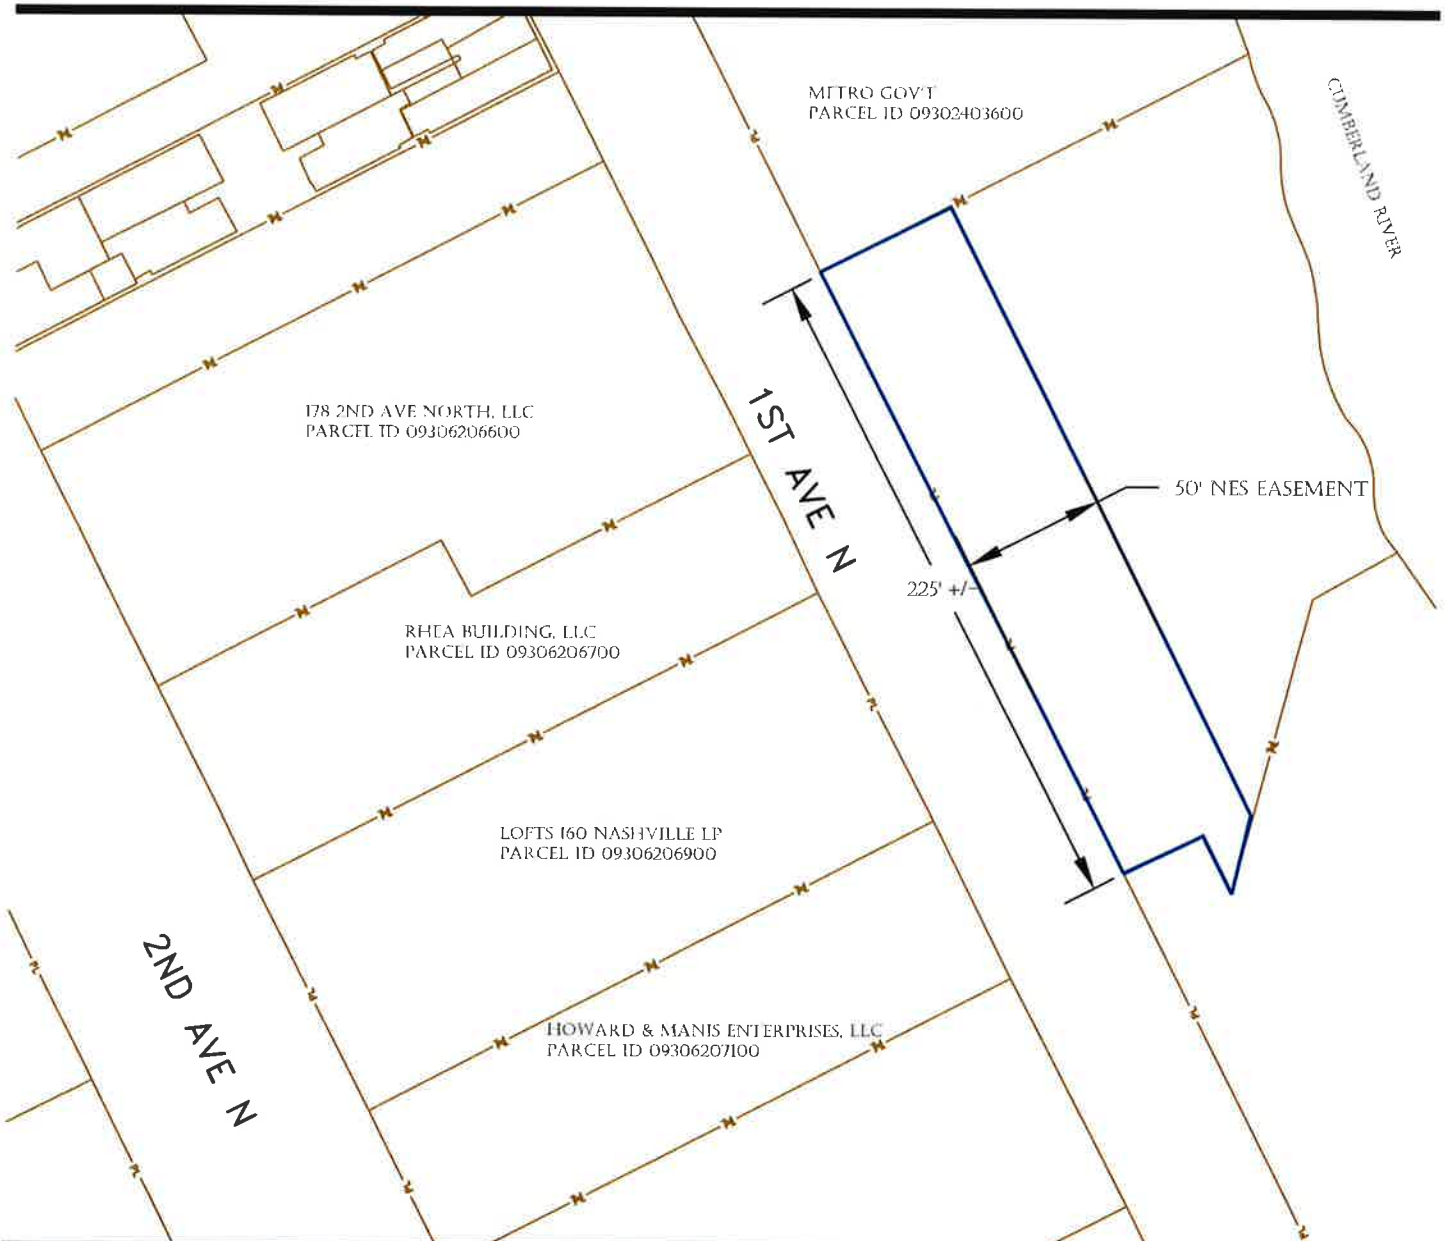 METRO GOV'T
PARCEL ID 09302403600
CUMBERLAND RIVER
178 2ND AVE NORTH, LLC
PARCEL ID 09306206600
1ST AVE N
50' NES EASEMENT
225' +/-
RHEA BUILDING, LLC
PARCEL ID 09306206700
LOFTS 160 NASHVILLE LP
PARCEL ID 09306206900
2ND AVE N
HOWARD & MANIS ENTERPRISES, LLC
PARCEL ID 09306207100